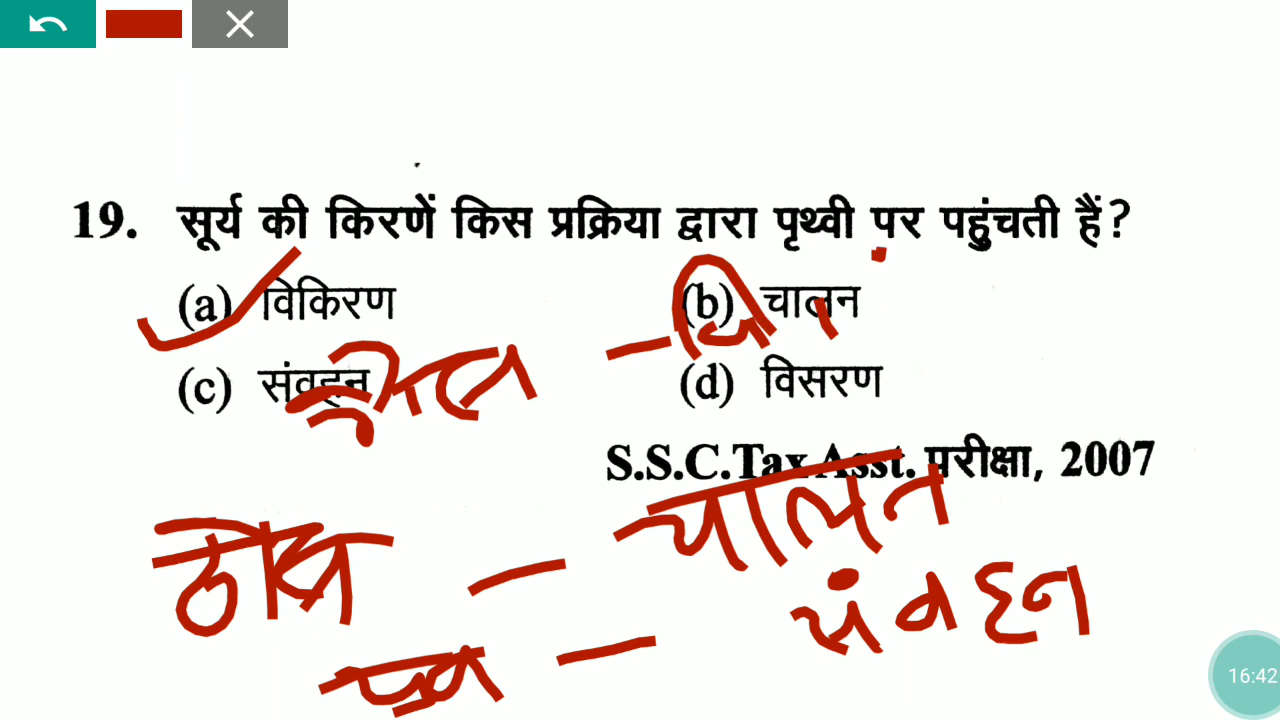 19. सूर्य की किरणें किस प्रक्रिया द्वारा पृथ्वी पर पहुंचती हैं?
(a) विकिरण (b) चालन
(c) संवहन (d) विसरण
S.S.C.Tax Asst. परीक्षा, 2007
ठोस – चालन
संवहन
16:42